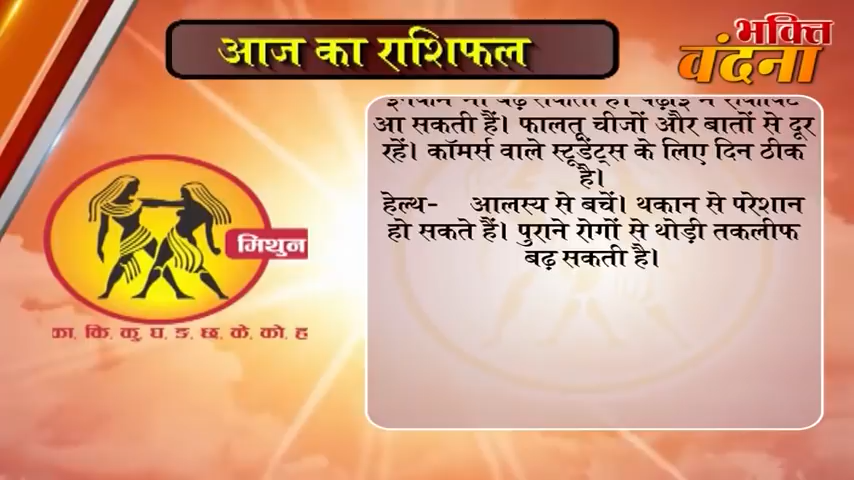 आज का राशिफल
भक्ति
वंदना
आ सकती हैं। फालतू चीजों और बातों से दूर
रहें। कॉमर्स वाले स्टूडेंट्स के लिए दिन ठीक
है।
हेल्थ- आलस्य से बचें। थकान से परेशान
हो सकते हैं। पुराने रोगों से थोड़ी तकलीफ
बढ़ सकती है।
मिथुन
का, कि, कु, घ, ङ, छ, के, को, ह